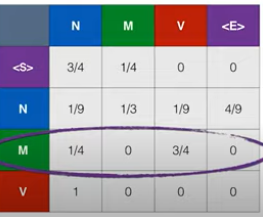 N M V <E>
<S> 3/4 1/4 0 0
N 1/9 1/3 1/9 4/9
M 1/4 0 3/4 0
V 1 0 0 0